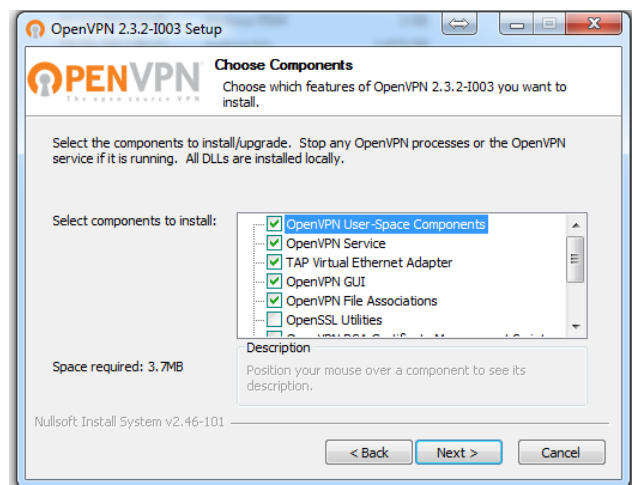 OpenVPN 2.3.2-I003 Setup
OPENVPN
The open source VPN
Choose Components
Choose which features of OpenVPN 2.3.2-I003 you want to
install.
Select the components to install/upgrade. Stop any OpenVPN processes or the OpenVPN
service if it is running. All DLLs are installed locally.
Select components to install:
OpenVPN User-Space Components
OpenVPN Service
TAP Virtual Ethernet Adapter
OpenVPN GUI
OpenVPN File Associations
OpenSSL Utilities
Space required: 3.7MB
Description
Position your mouse over a component to see its
description.
Nullsoft Install System v2.46-101
< Back
Next >
Cancel